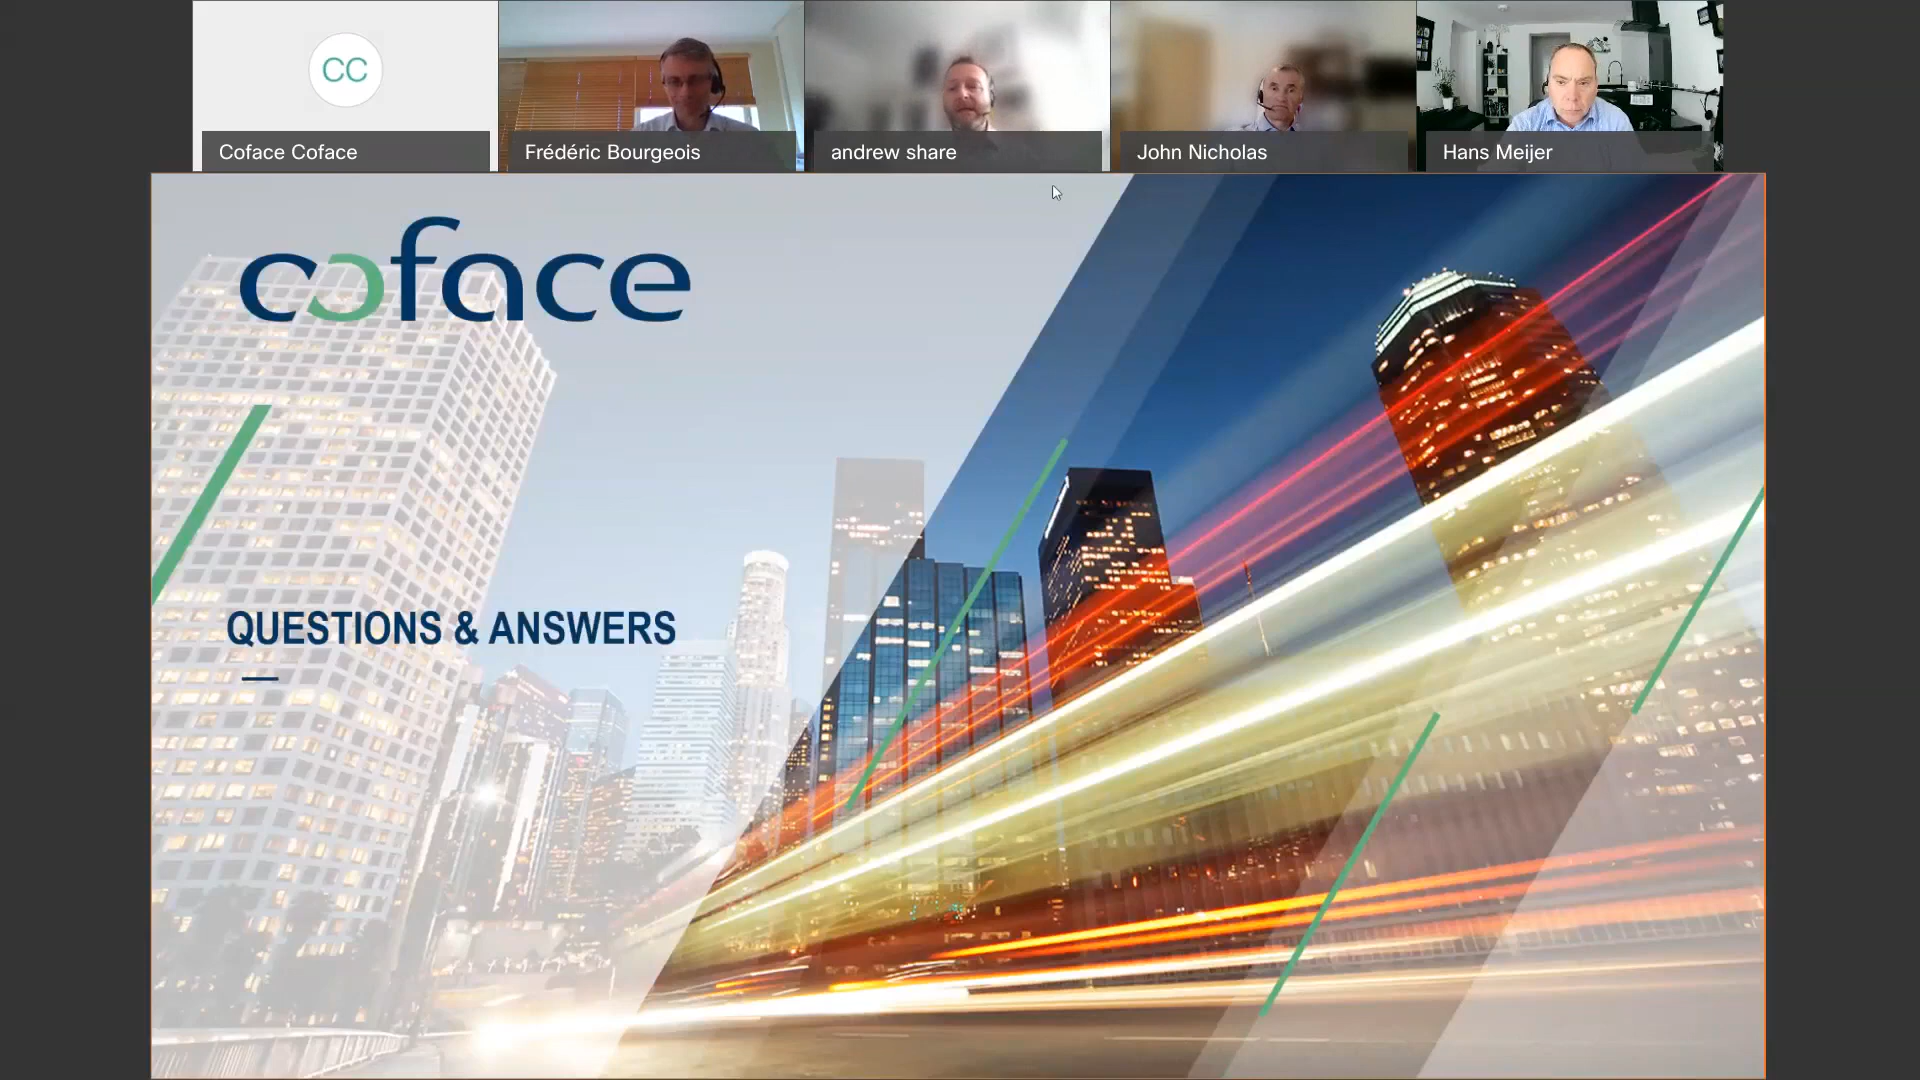 CC
Coface Coface
Frédéric Bourgeois
andrew share
John Nicholas
Hans Meijer
coface
QUESTIONS & ANSWERS